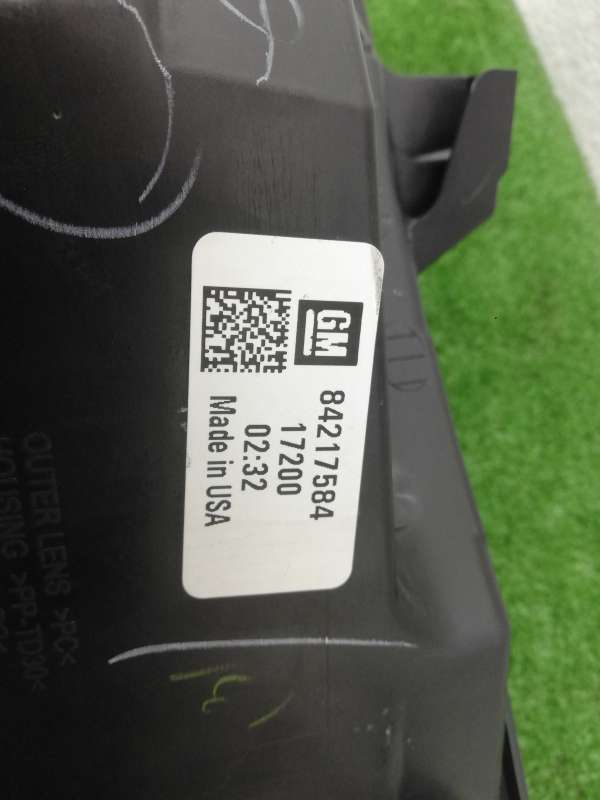 GM
84217584
17200
02:32
Made in USA
OUTER LENS >PC<
HOUSING >PP-TD30<